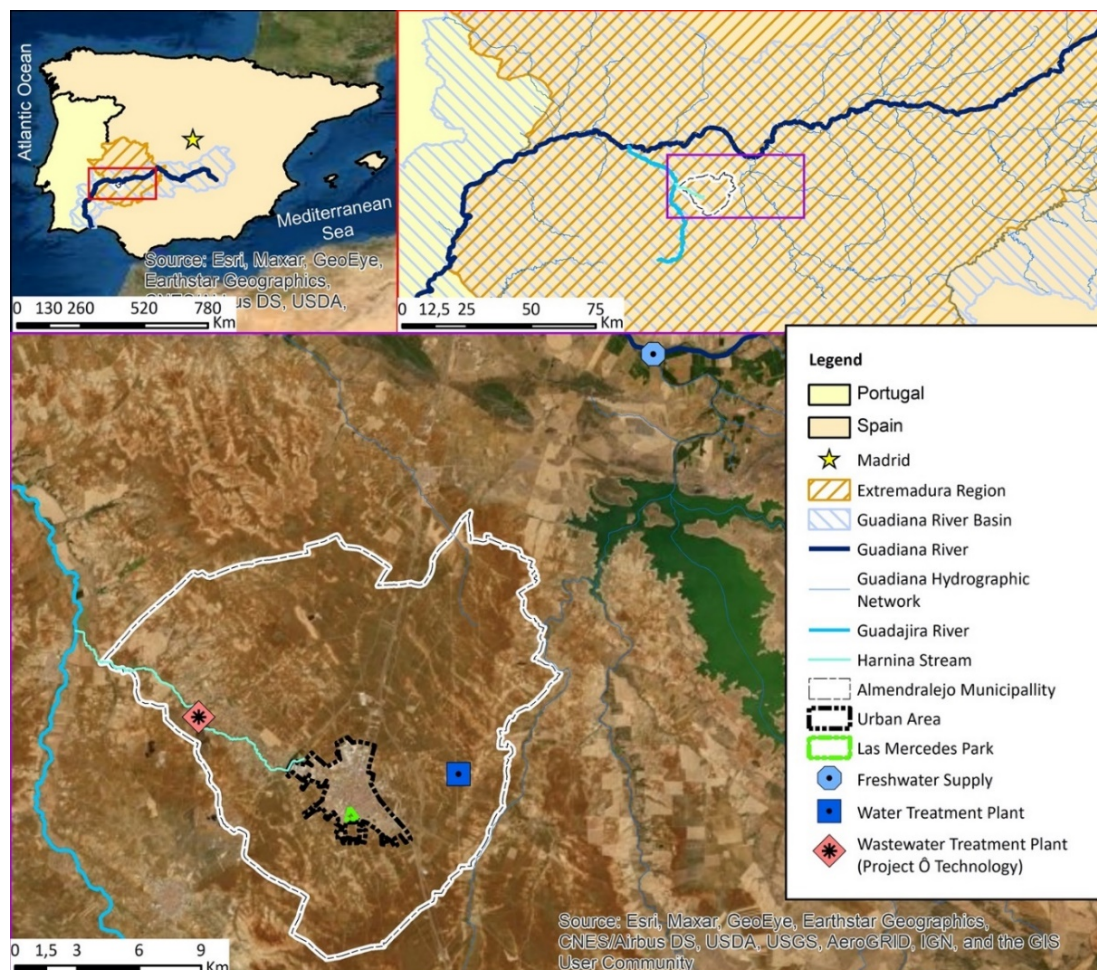 Atlantic Ocean
Mediterranean
Sea
Source: Esri, Maxar, GeoEye,
Earthstar Geographics,
DS, USDA,
0 130 260 520 780
Km
0 12,5 25 50 75
Km
Legend
Portugal
Spain
Madrid
Extremadura Region
Guadiana River Basin
Guadiana River
Guadiana Hydrographic
Network
Guadajira River
Harnina Stream
Almendralejo Municipallity
Urban Area
Las Mercedes Park
Freshwater Supply
Water Treatment Plant
Wastewater Treatment Plant
(Project Ô Technology)
0 1,5 3 6 9
Km
Source: Esri, Maxar, GeoEye, Earthstar Geographics,
CNES/Airbus DS, USDA, USGS, AeroGRID, IGN, and the GIS
User Community